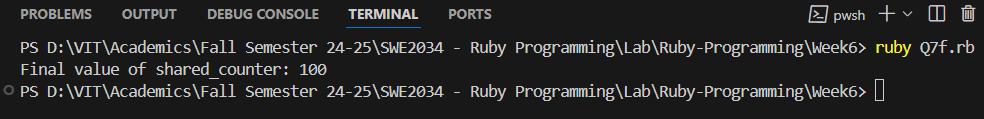 PROBLEMS OUTPUT DEBUG CONSOLE TERMINAL PORTS pwsh
PS D:\VIT\Academics\Fall Semester 24-25\SWE2034 - Ruby Programming\Lab\Ruby-Programming\Week6> ruby Q7f.rb
Final value of shared_counter: 100
PS D:\VIT\Academics\Fall Semester 24-25\SWE2034 - Ruby Programming\Lab\Ruby-Programming\Week6>